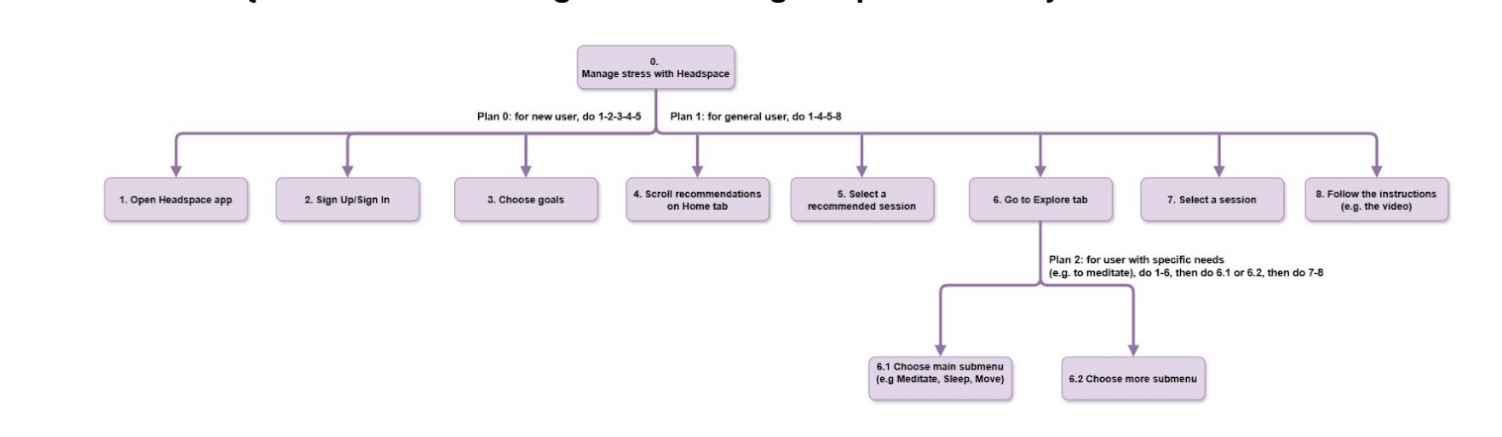 0.
Manage stress with Headspace
Plan 0: for new user, do 1-2-3-4-5
Plan 1: for general user, do 1-4-5-8
1. Open Headspace app
2. Sign Up/Sign In
3. Choose goals
4. Scroll recommendations
on Home tab
5. Select a
recommended session
6. Go to Explore tab
7. Select a session
8. Follow the instructions
(e.g. the video)
Plan 2: for user with specific needs
(e.g. to meditate), do 1-6, then do 6.1 or 6.2, then do 7-8
6.1 Choose main submenu
(e.g Meditate, Sleep, Move)
6.2 Choose more submenu